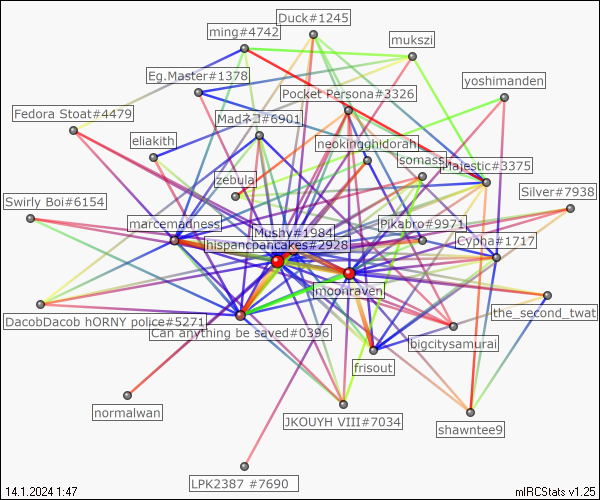 Duck#1245
ming#4742
mukszi
Eg.Master#1378
yoshimanden
Pocket Persona#3326
Fedora Stoat#4479
Madネコ#6901
eliakith
neokingghidorah
somass
Majestic#3375
zebula
Silver#7938
Swirly Boi#6154
marcemadness
Pikabro#9971
Mushy#1984
Cypha#1717
hispancpancakes#2928
moonraven
the_second_twat
DacobDacob hORNY police#5271
Can anything be saved#0396
bigcitysamurai
frisout
normalwan
JKOUYH VIII#7034
shawntee9
LPK2387 #7690
14.1.2024 1:47
mIRCStats v1.25